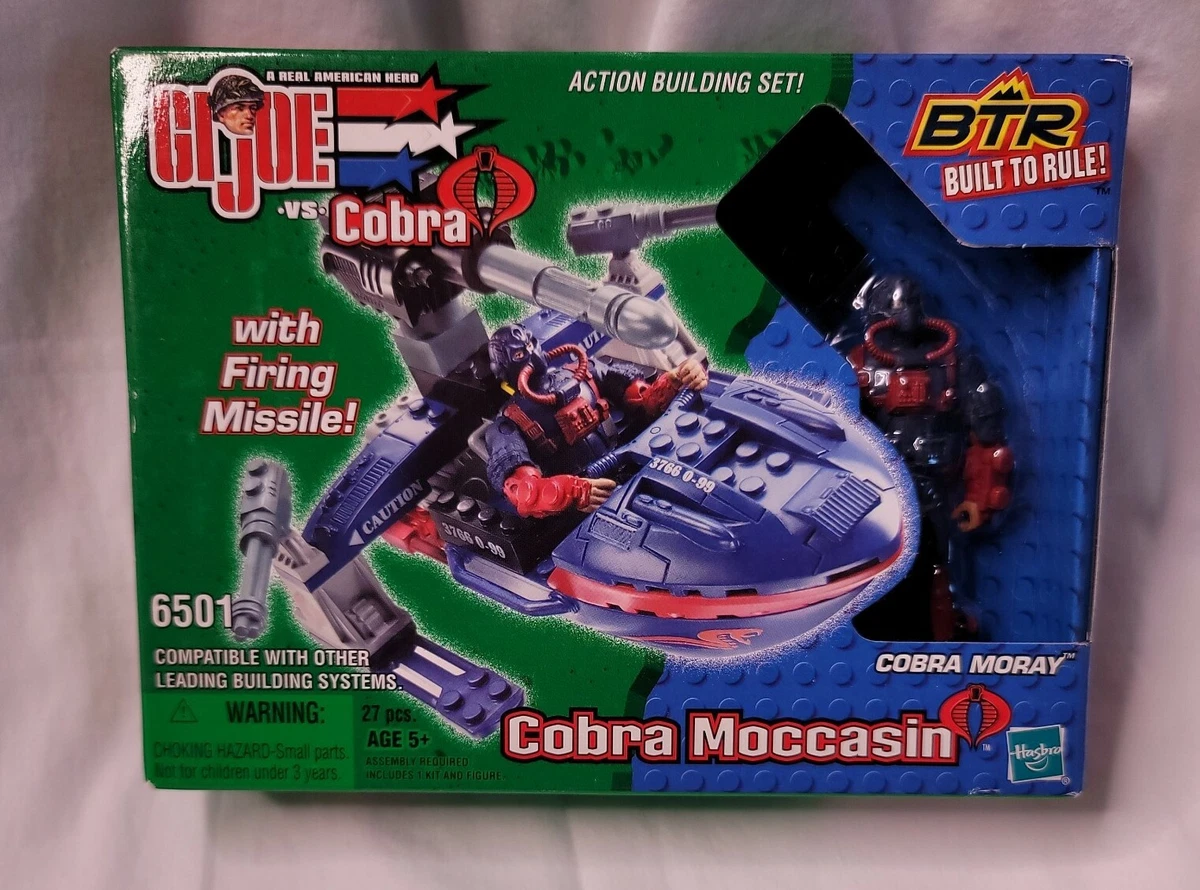 A REAL AMERICAN HERO
GI JOE
•VS•
Cobra
ACTION BUILDING SET!
BTR
BUILT TO RULE!
TM
with
Firing
Missile!
CAUTION
3766 0-99
3766 0-99
6501
COMPATIBLE WITH OTHER
LEADING BUILDING SYSTEMS.
WARNING:
CHOKING HAZARD-Small parts.
Not for children under 3 years.
27 pcs.
AGE 5+
ASSEMBLY REQUIRED
INCLUDES 1 KIT AND FIGURE.
COBRA MORAY™
Cobra Moccasin
TM
Hasbro
®